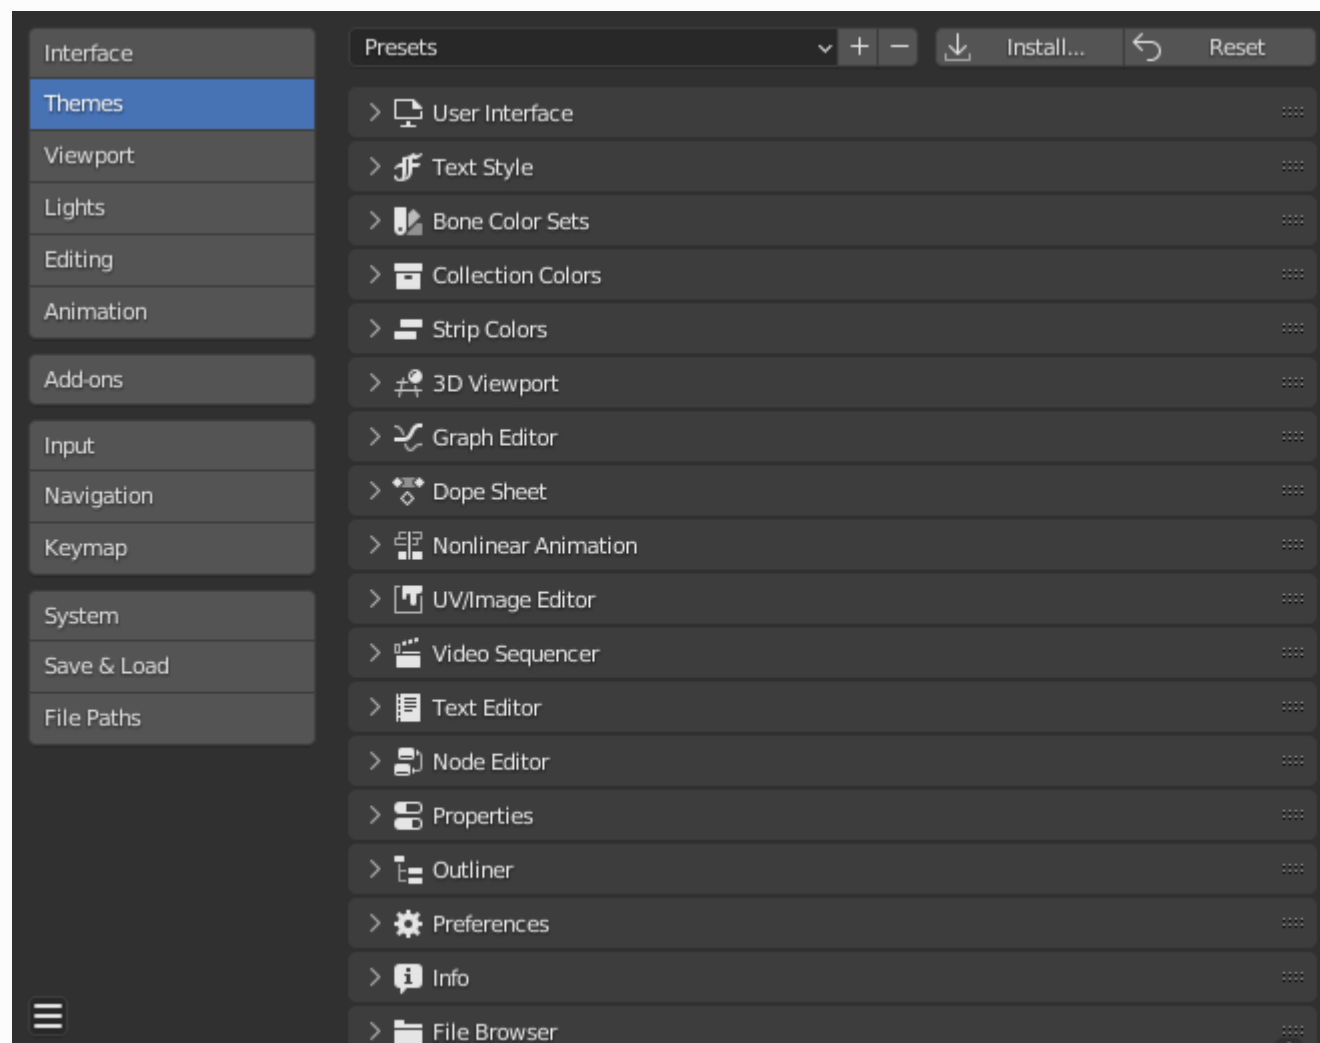 Interface
Themes
Viewport
Lights
Editing
Animation
Add-ons
Input
Navigation
Keymap
System
Save & Load
File Paths
Presets
Install...
Reset
User Interface
Text Style
Bone Color Sets
Collection Colors
Strip Colors
3D Viewport
Graph Editor
Dope Sheet
Nonlinear Animation
UV/Image Editor
Video Sequencer
Text Editor
Node Editor
Properties
Outliner
Preferences
Info
File Browser